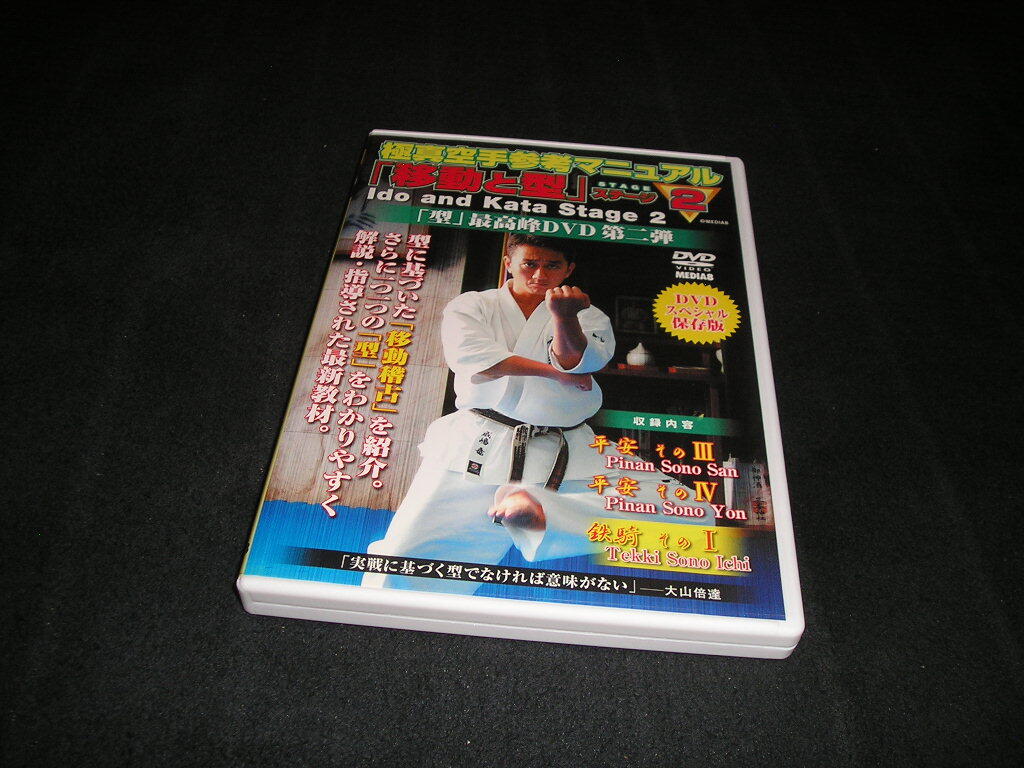 極真空手参考マニュアル
「移動と型」
STAGE
ステージ
2
Ido and Kata Stage 2
©MEDIA8
「型」最高峰DVD 第二弾
DVD
VIDEO
MEDIA8
DVD
スペシャル
保存版
型に基づいた「移動稽古」を紹介。
さらに一つ一つの「型」をわかりやすく
解説・指導された最新教材。
収録内容
平安 その III
Pinan Sono San
平安 その IV
Pinan Sono Yon
鉄騎 その I
Tekki Sono Ichi
「実戦に基づく型でなければ意味がない」——大山倍達